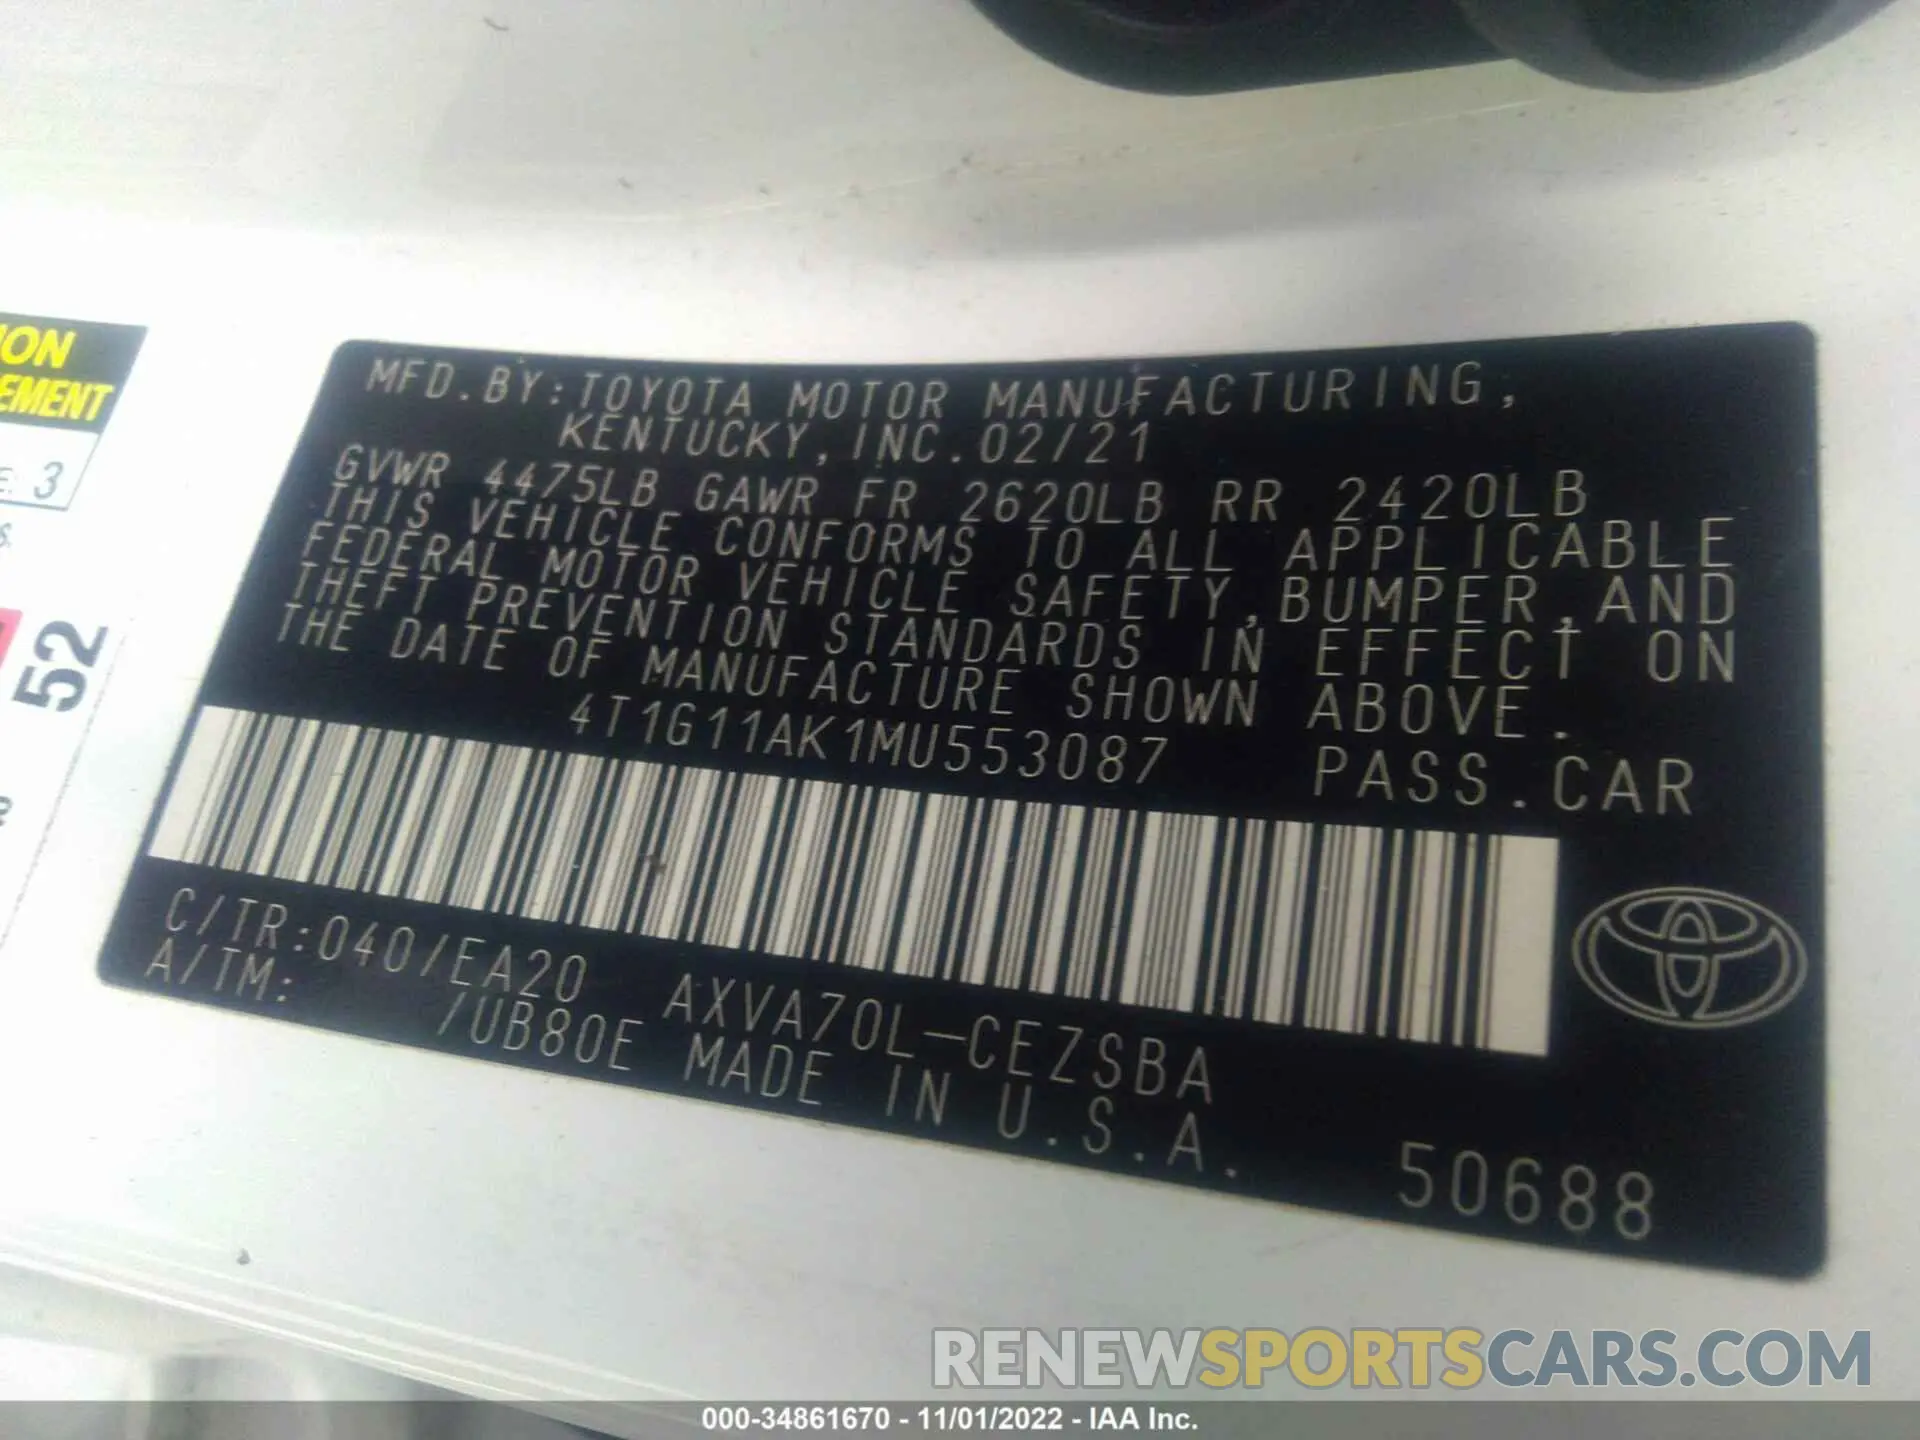 ION
EMENT
E: 3
52
MFD.BY:TOYOTA MOTOR MANUFACTURING,
KENTUCKY,INC.02/21
GVWR 4475LB GAWR FR 2620LB RR 2420LB
THIS VEHICLE CONFORMS TO ALL APPLICABLE
FEDERAL MOTOR VEHICLE SAFETY,BUMPER,AND
THEFT PREVENTION STANDARDS IN EFFECT ON
THE DATE OF MANUFACTURE SHOWN ABOVE.
4T1G11AK1MU553087 PASS.CAR
C/TR:040/EA20 AXVA70L-CEZSBA
A/TM: /UB80E MADE IN U.S.A.
50688
RENEWSPORTSCARS.COM
000-34861670 - 11/01/2022 - IAA Inc.